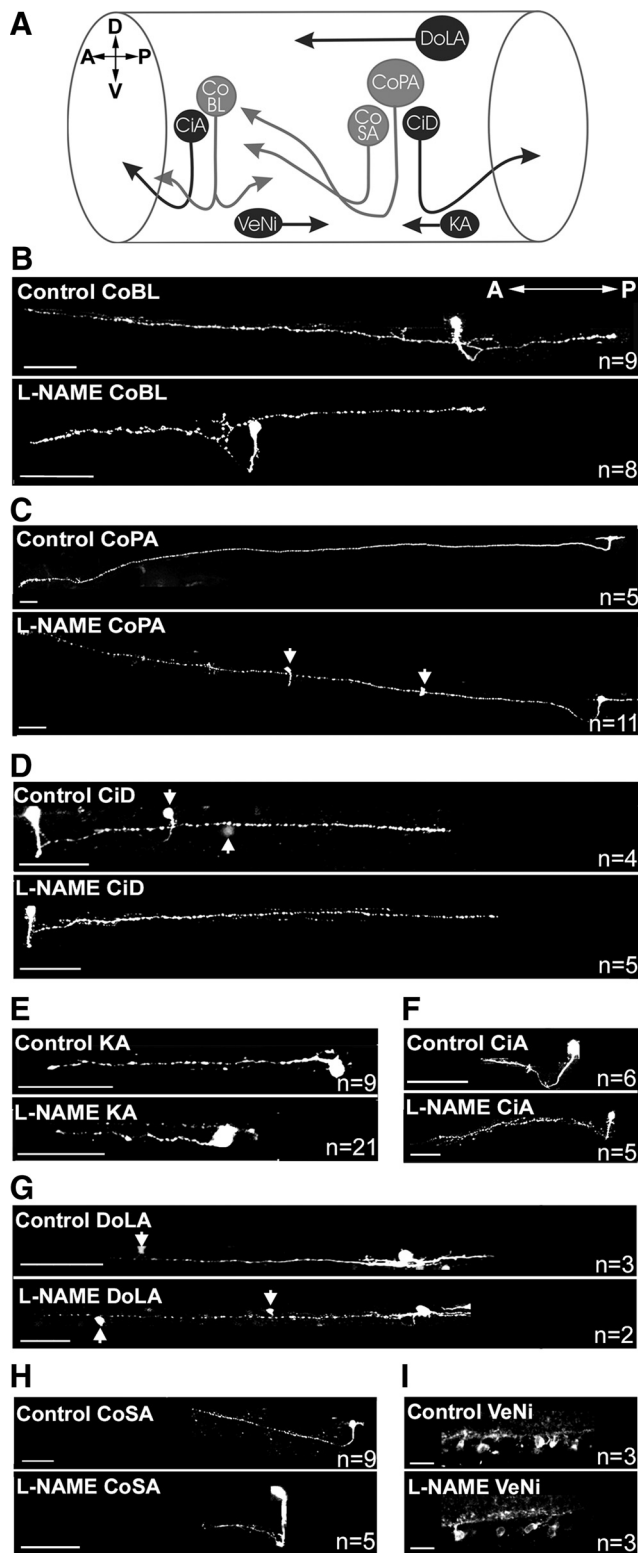 A
D
A P
V
DoLA
Co
BL
CiA
CoPA
Co
SA
CiD
VeNi
KA
B
Control CoBL
A P
n=9
L-NAME CoBL
n=8
C
Control CoPA
n=5
L-NAME CoPA
n=11
D
Control CiD
n=4
L-NAME CiD
n=5
E
Control KA
n=9
L-NAME KA
n=21
F
Control CiA
n=6
L-NAME CiA
n=5
G
Control DoLA
n=3
L-NAME DoLA
n=2
H
Control CoSA
n=9
L-NAME CoSA
n=5
I
Control VeNi
n=3
L-NAME VeNi
n=3